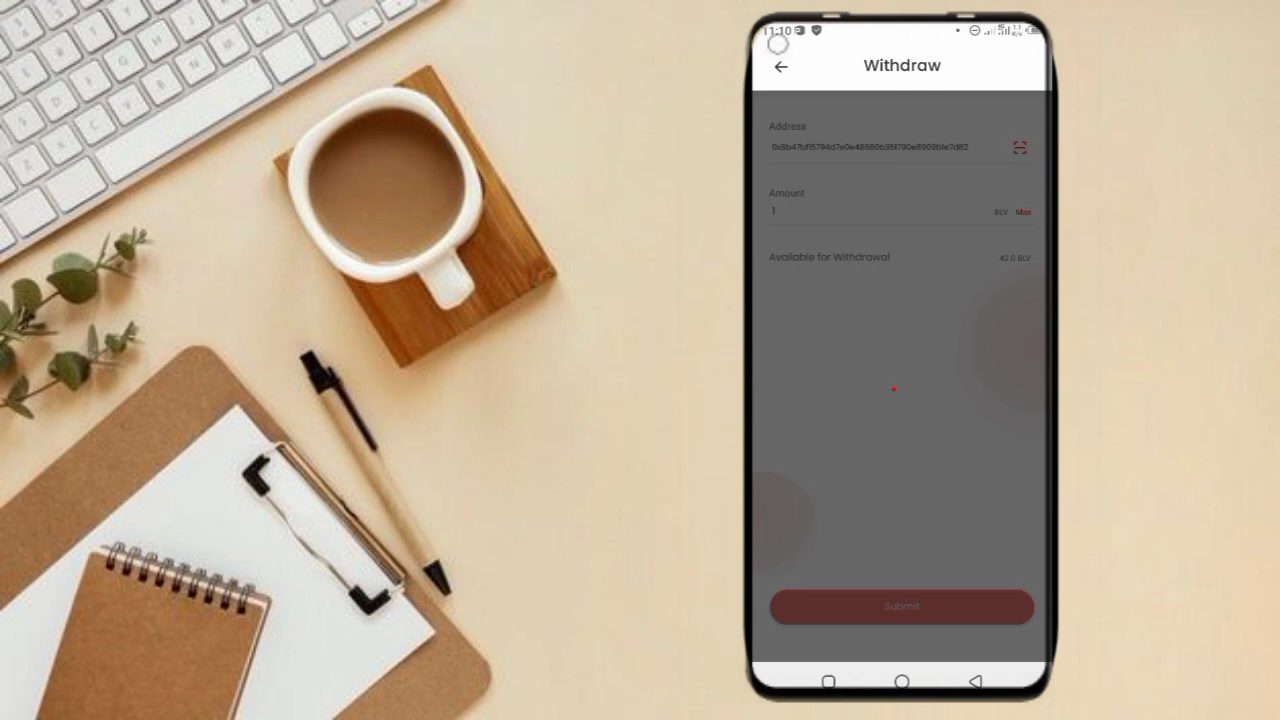 11:10
Withdraw
Address
Amount
1 BLV Max
Available for Withdrawal 42.0 BLV
Submit